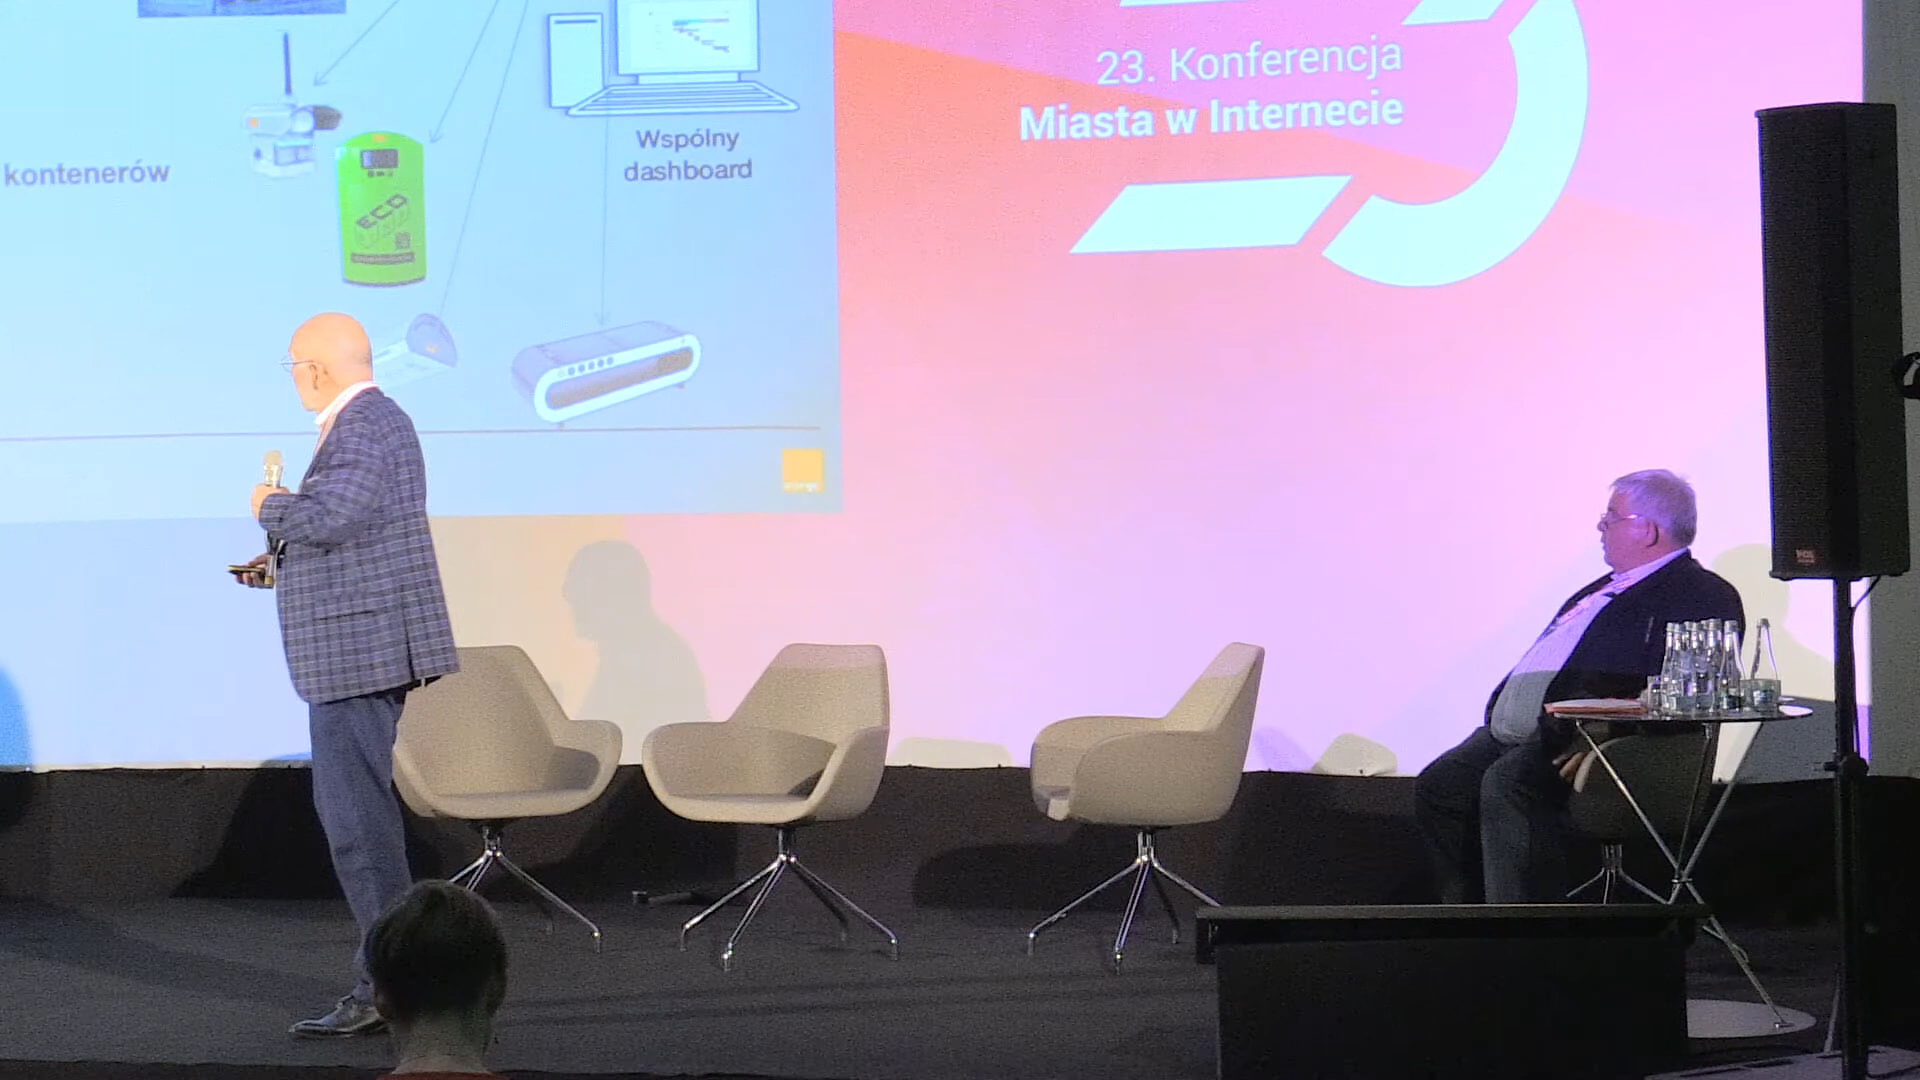 23. Konferencja
Miasta w Internecie
Wspólny
dashboard
kontenerów
ECO